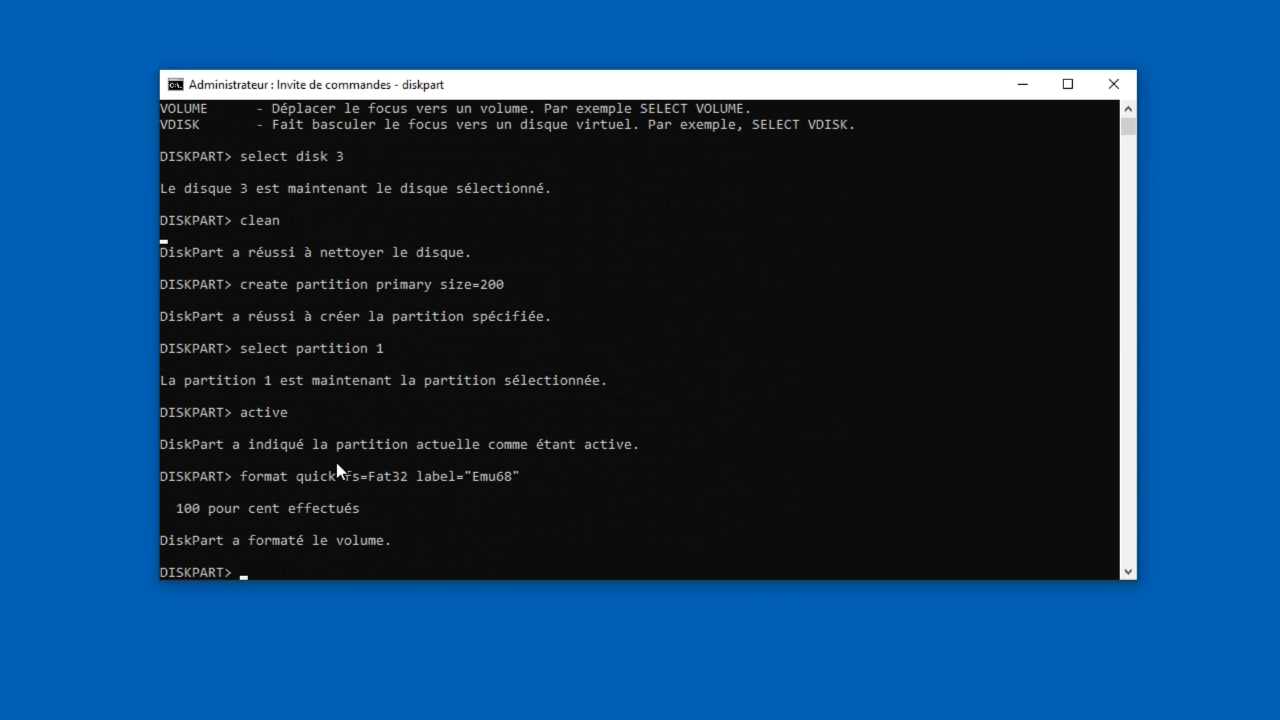 Administrateur : Invite de commandes - diskpart
VOLUME - Déplacer le focus vers un volume. Par exemple SELECT VOLUME.
VDISK - Fait basculer le focus vers un disque virtuel. Par exemple, SELECT VDISK.
DISKPART> select disk 3
Le disque 3 est maintenant le disque sélectionné.
DISKPART> clean
DiskPart a réussi à nettoyer le disque.
DISKPART> create partition primary size=200
DiskPart a réussi à créer la partition spécifiée.
DISKPART> select partition 1
La partition 1 est maintenant la partition sélectionnée.
DISKPART> active
DiskPart a indiqué la partition actuelle comme étant active.
DISKPART> format quick fs=Fat32 label="Emu68"
100 pour cent effectués
DiskPart a formaté le volume.
DISKPART>